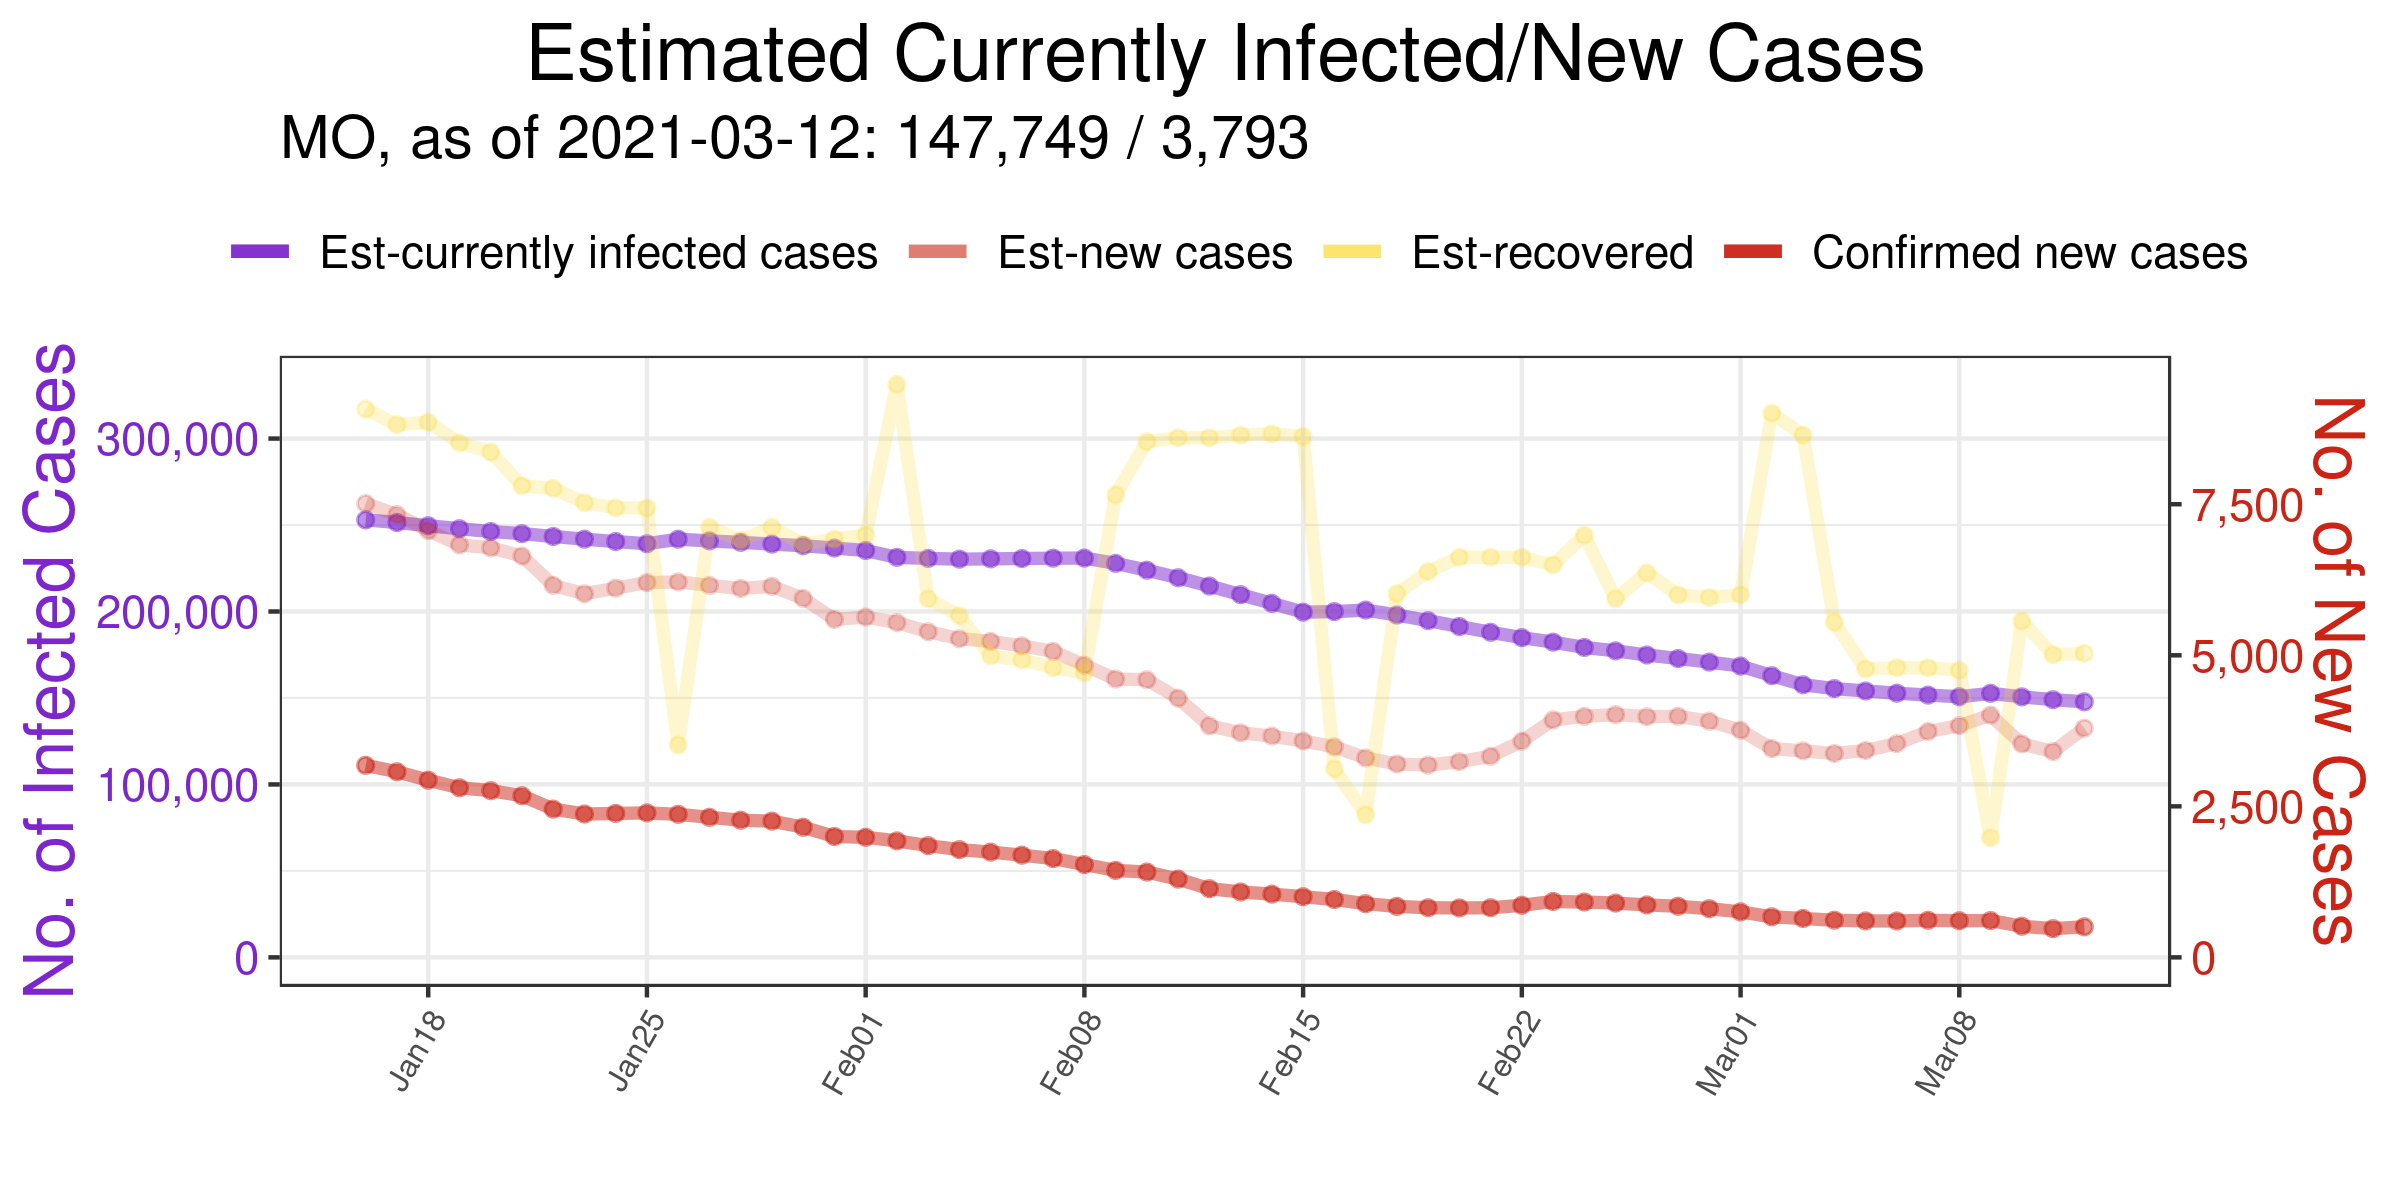 Estimated Currently Infected/New Cases
MO, as of 2021-03-12: 147,749 / 3,793
Est-currently infected cases Est-new cases Est-recovered Confirmed new cases
No. of Infected Cases
300,000
200,000
100,000
0
7,500
5,000
2,500
0
No. of New Cases
Jan18 Jan25 Feb01 Feb08 Feb15 Feb22 Mar01 Mar08